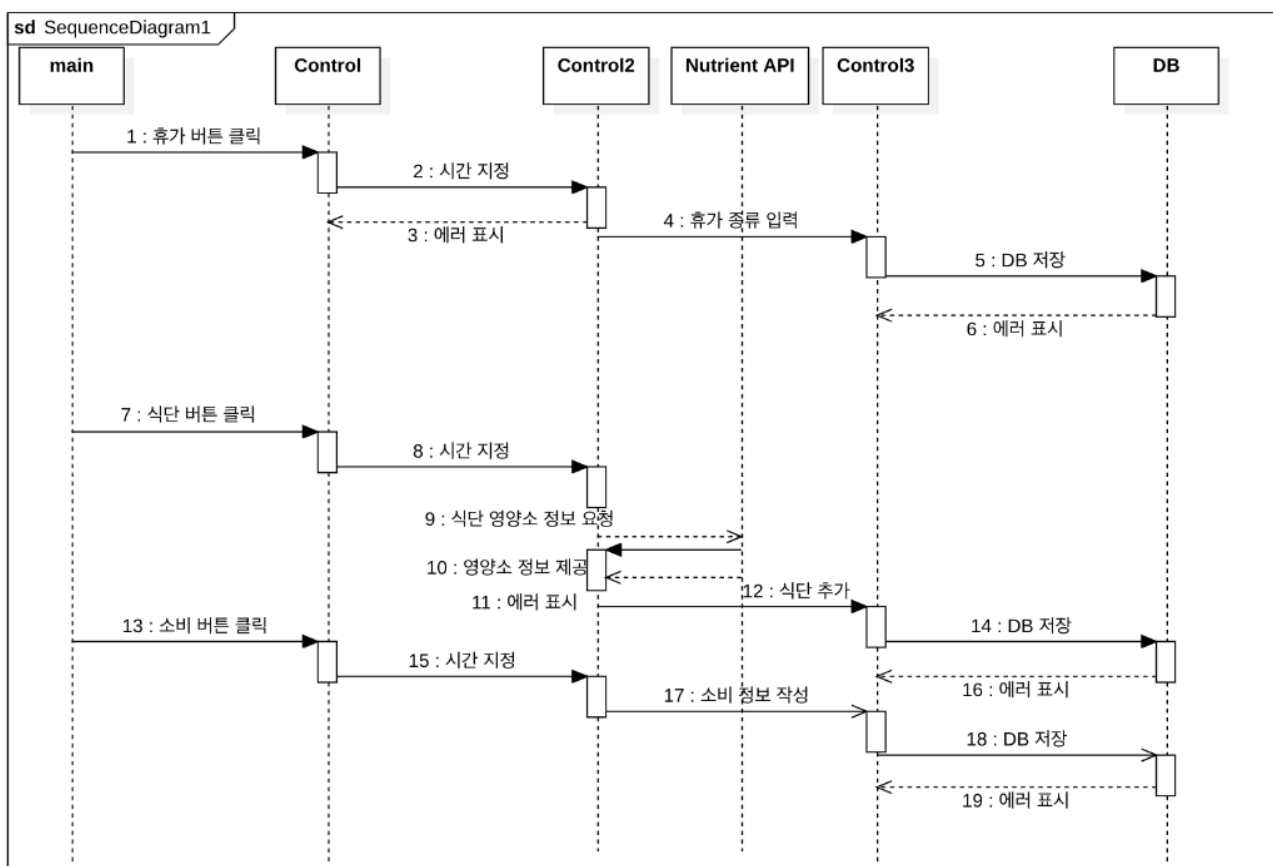 sd SequenceDiagram1
main
Control
Control2
Nutrient API
Control3
DB
1 : 휴가 버튼 클릭
2 : 시간 지정
3 : 에러 표시
4 : 휴가 종류 입력
5 : DB 저장
6 : 에러 표시
7 : 식단 버튼 클릭
8 : 시간 지정
9 : 식단 영양소 정보 요청
10 : 영양소 정보 제공
11 : 에러 표시
12 : 식단 추가
13 : 소비 버튼 클릭
14 : DB 저장
15 : 시간 지정
16 : 에러 표시
17 : 소비 정보 작성
18 : DB 저장
19 : 에러 표시